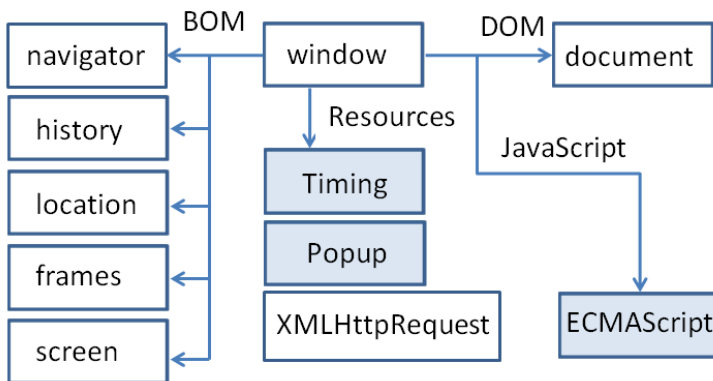 BOM
DOM
navigator
window
document
history
Resources
JavaScript
Timing
location
Popup
frames
XMLHttpRequest
ECMAScript
screen